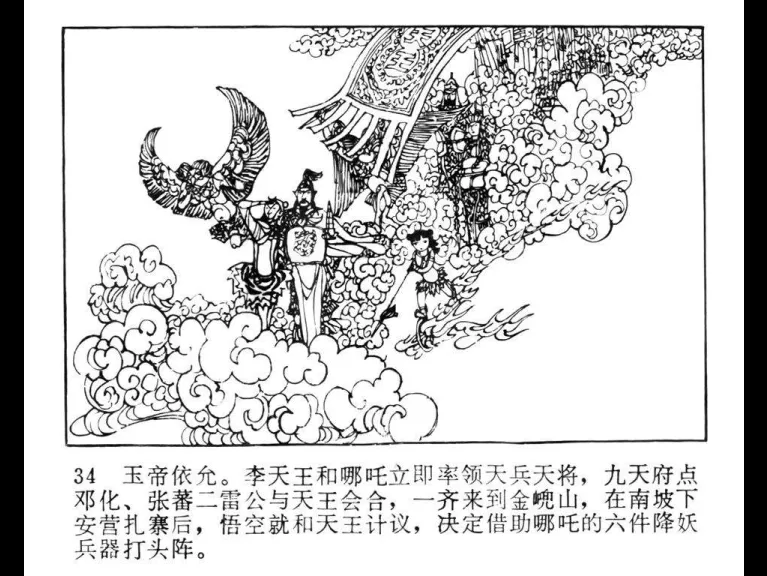 34 玉帝依允。李天王和哪吒立即率领天兵天将，九天府点
邓化、张蕃二雷公与天王会合，一齐来到金𡺫山，在南坡下
安营扎寨后，悟空就和天王计议，决定借助哪吒的六件降妖
兵器打头阵。